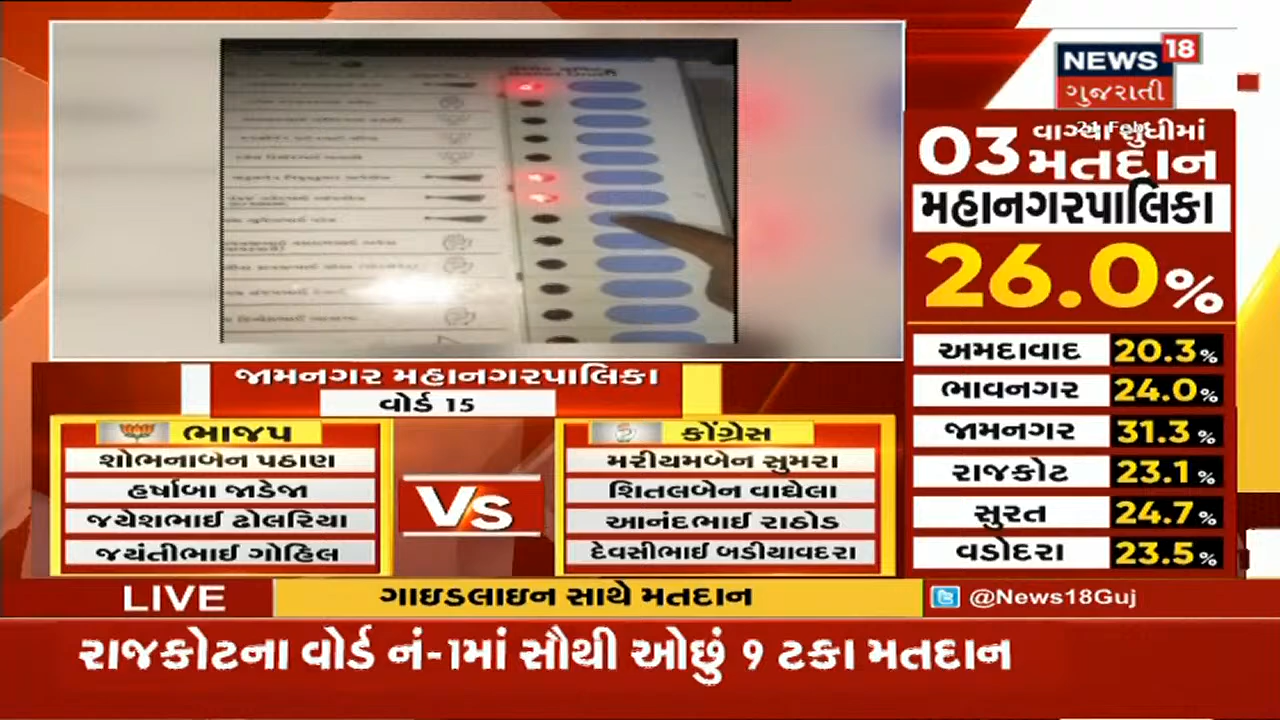 NEWS 18
ગુજરાતી
03 વાગ્યા સુધીમાં
મતદાન
મહાનગરપાલિકા
26.0%
અમદાવાદ 20.3%
ભાવનગર 24.0%
જામનગર 31.3%
રાજકોટ 23.1%
સુરત 24.7%
વડોદરા 23.5%
જામનગર મહાનગરપાલિકા
વોર્ડ 15
ભાજપ
શોભનાબેન પઠાણ
હર્ષાબા જાડેજા
જયેશભાઈ ઢોલરિયા
જયંતીભાઈ ગોહિલ
Vs
કોંગ્રેસ
મરીયમબેન સુમરા
શિતલબેન વાઘેલા
આનંદભાઈ રાઠોડ
દેવસીભાઈ બડીયાવદરા
LIVE
ગાઇડલાઇન સાથે મતદાન
@News18Guj
રાજકોટના વોર્ડ નં-1માં સૌથી ઓછું 9 ટકા મતદાન